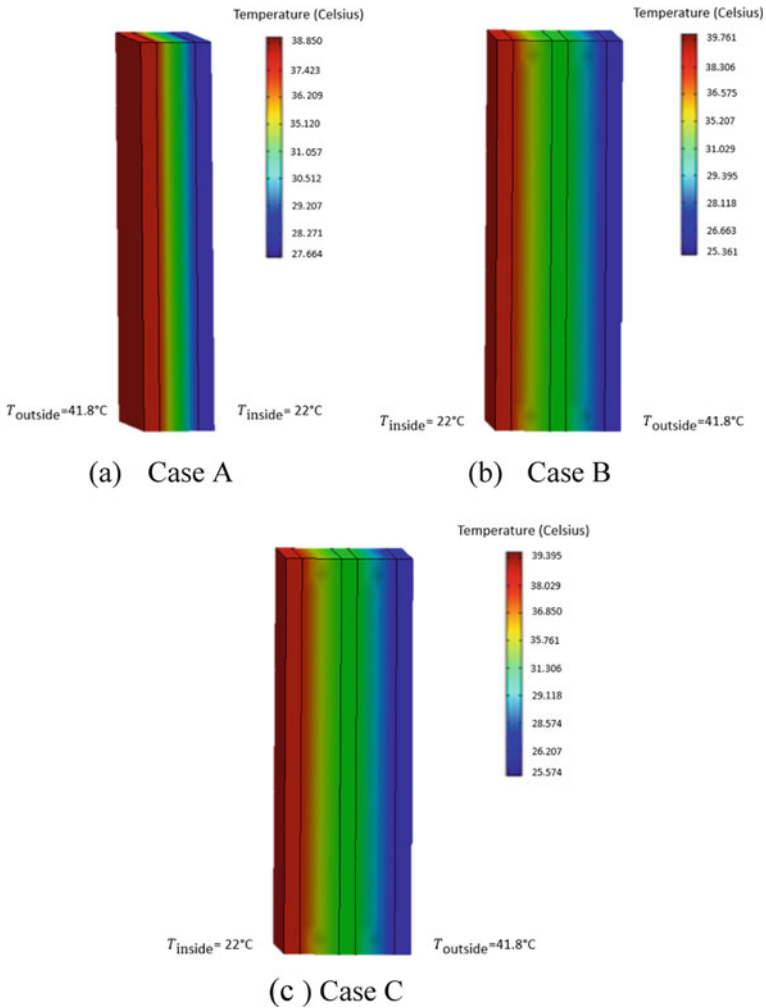 Temperature (Celsius)
38.850
37.423
36.209
35.120
31.057
30.512
29.207
28.271
27.664
Toutside=41.8°C
Tinside= 22°C
(a) Case A
Temperature (Celsius)
39.761
38.306
36.575
35.207
31.029
29.395
28.118
26.663
25.361
Tinside= 22°C
Toutside=41.8°C
(b) Case B
Temperature (Celsius)
39.395
38.029
36.850
35.761
31.306
29.118
28.574
26.207
25.574
Tinside= 22°C
Toutside=41.8°C
(c ) Case C